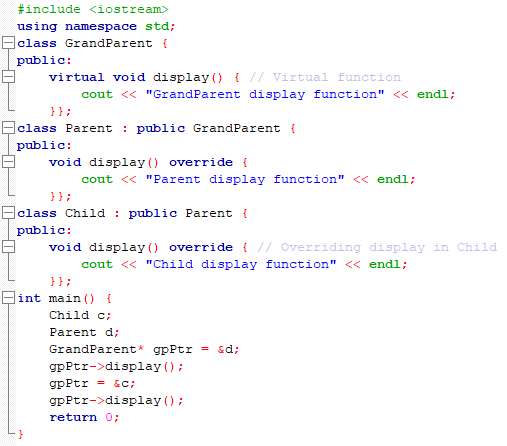 #include <iostream>
using namespace std;
class GrandParent {
public:
    virtual void display() { // Virtual function
        cout << "GrandParent display function" << endl;
    }};
class Parent : public GrandParent {
public:
    void display() override {
        cout << "Parent display function" << endl;
    }};
class Child : public Parent {
public:
    void display() override { // Overriding display in Child
        cout << "Child display function" << endl;
    }};
int main() {
    Child c;
    Parent d;
    GrandParent* gpPtr = &d;
    gpPtr->display();
    gpPtr = &c;
    gpPtr->display();
    return 0;
}